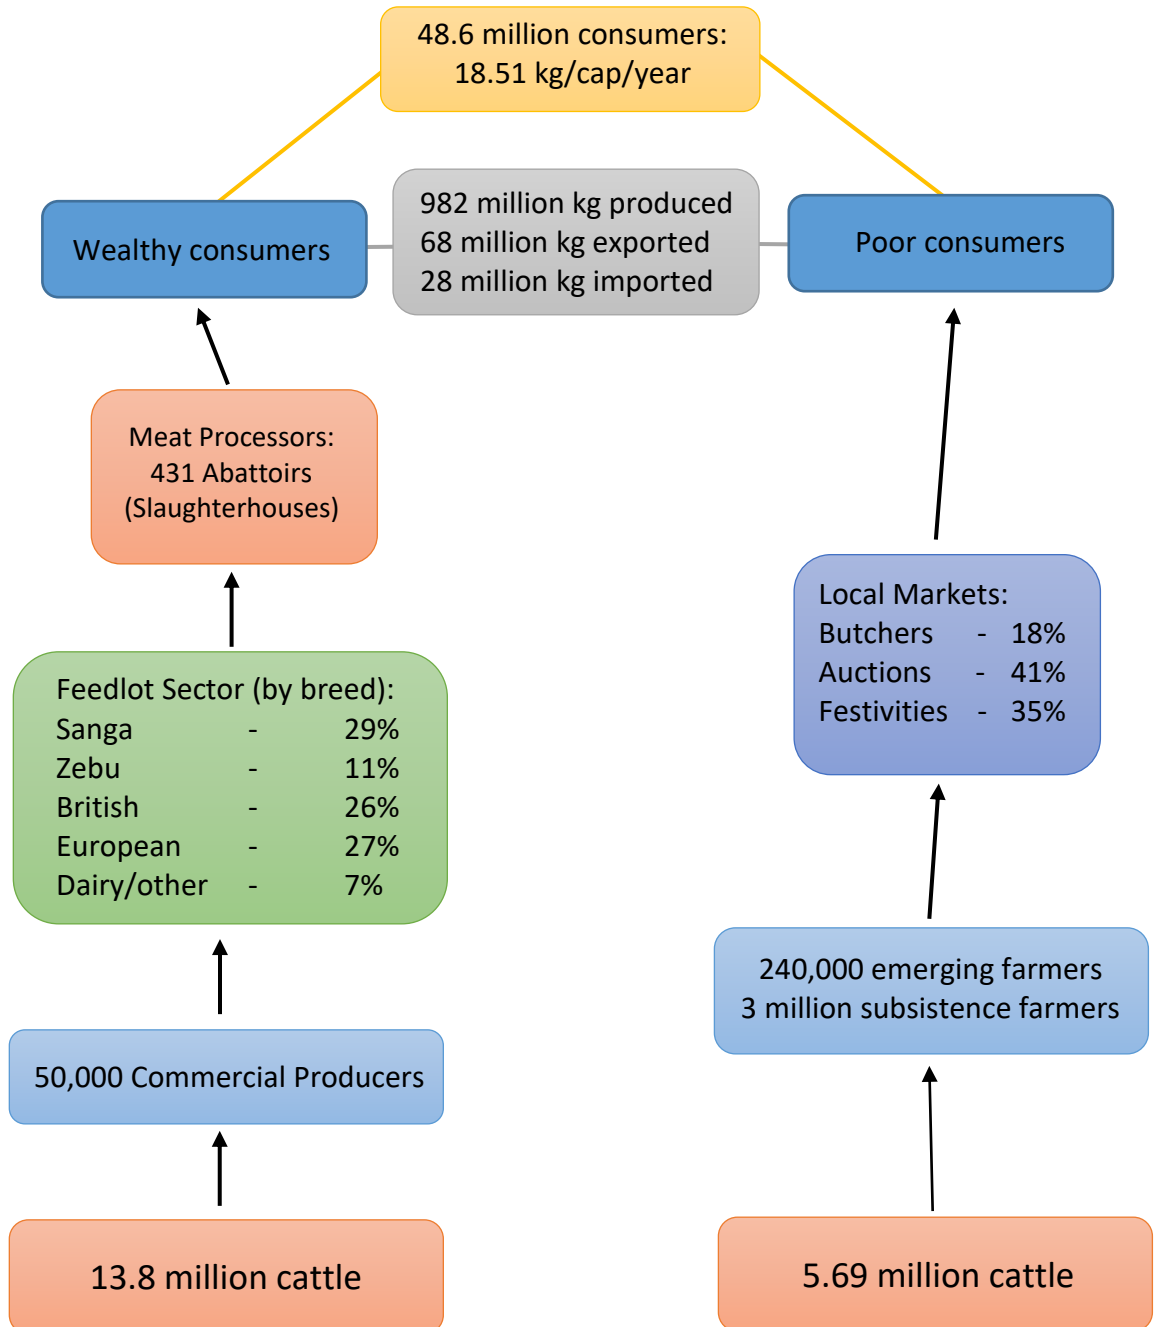 48.6 million consumers:
18.51 kg/cap/year
Wealthy consumers
982 million kg produced
68 million kg exported
28 million kg imported
Poor consumers
Meat Processors:
431 Abattoirs
(Slaughterhouses)
Local Markets:
Butchers - 18%
Auctions - 41%
Festivities - 35%
Feedlot Sector (by breed):
Sanga - 29%
Zebu - 11%
British - 26%
European - 27%
Dairy/other - 7%
240,000 emerging farmers
3 million subsistence farmers
50,000 Commercial Producers
13.8 million cattle
5.69 million cattle